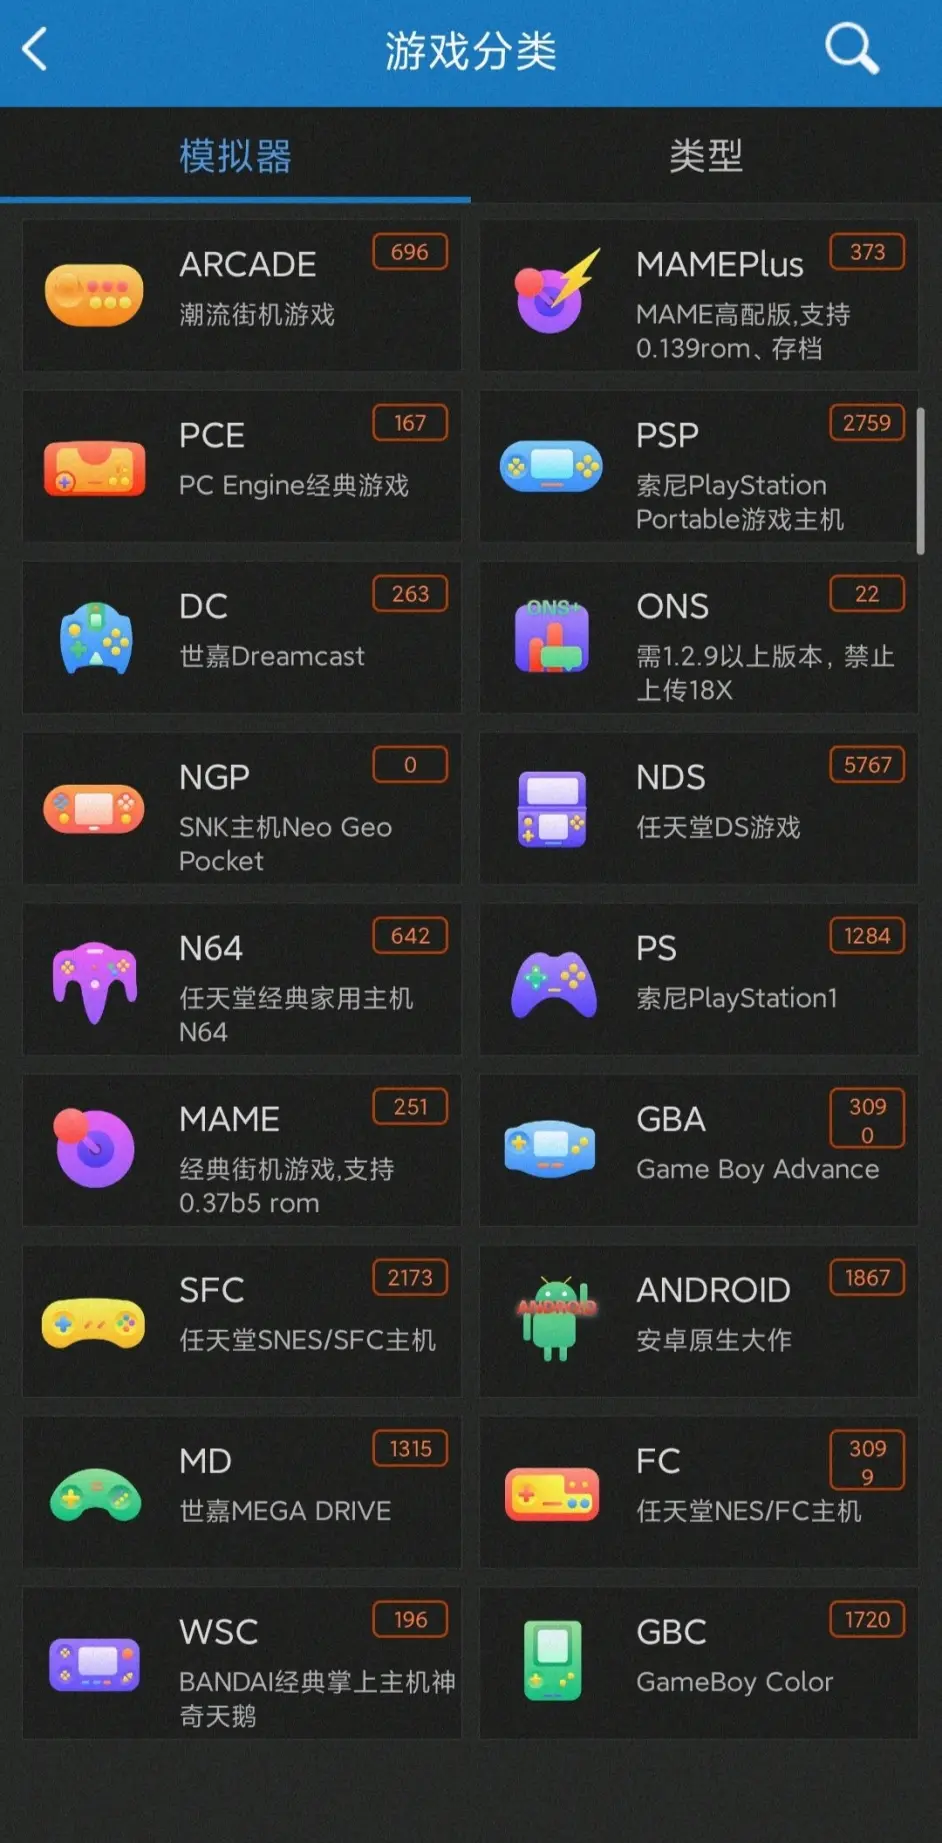 游戏分类
模拟器
类型
ARCADE
696
潮流街机游戏
MAMEPlus
373
MAME高配版,支持
0.139rom、存档
PCE
167
PC Engine经典游戏
PSP
2759
索尼PlayStation
Portable游戏主机
DC
263
世嘉Dreamcast
ONS+
ONS
22
需1.2.9以上版本，禁止
上传18X
NGP
0
SNK主机Neo Geo
Pocket
NDS
5767
任天堂DS游戏
N64
642
任天堂经典家用主机
N64
PS
1284
索尼PlayStation1
MAME
251
经典街机游戏,支持
0.37b5 rom
GBA
309
0
Game Boy Advance
SFC
2173
任天堂SNES/SFC主机
ANDROID
ANDROID
1867
安卓原生大作
MD
1315
世嘉MEGA DRIVE
FC
309
9
任天堂NES/FC主机
WSC
196
BANDAI经典掌上主机神
奇天鹅
GBC
1720
GameBoy Color